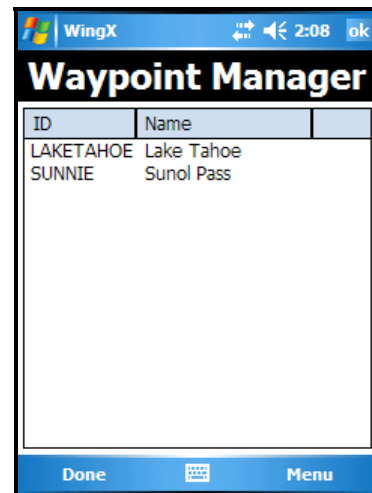 WingX 2:08 ok
Waypoint Manager
ID Name
LAKETAHOE Lake Tahoe
SUNNIE Sunol Pass
Done Menu